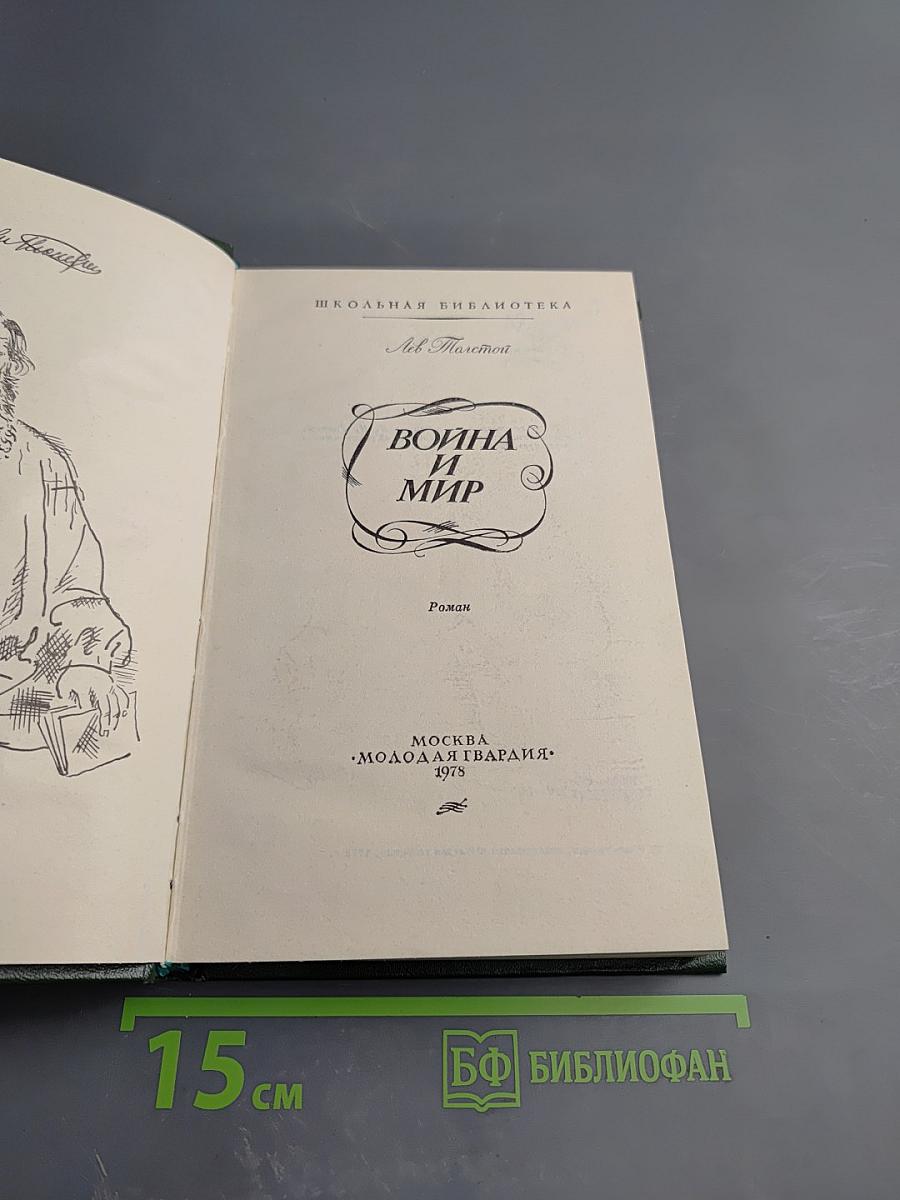 ШКОЛЬНАЯ БИБЛИОТЕКА
Лев Толстой
ВОЙНА
И
МИР
Роман
МОСКВА
·МОЛОДАЯ ГВАРДИЯ·
1978
15 см
БФ БИБЛИОФАН